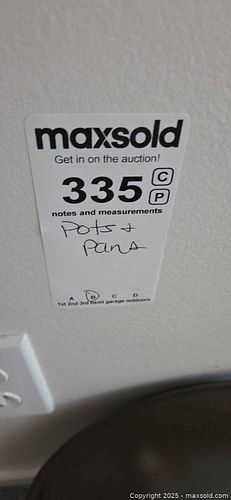 maxsold
Get in on the auction!
335 C P
notes and measurements
Pots +
Pans
A B C D
1st 2nd 3rd bsmt garage outdoors
Copyright © 2025 - maxsold.com